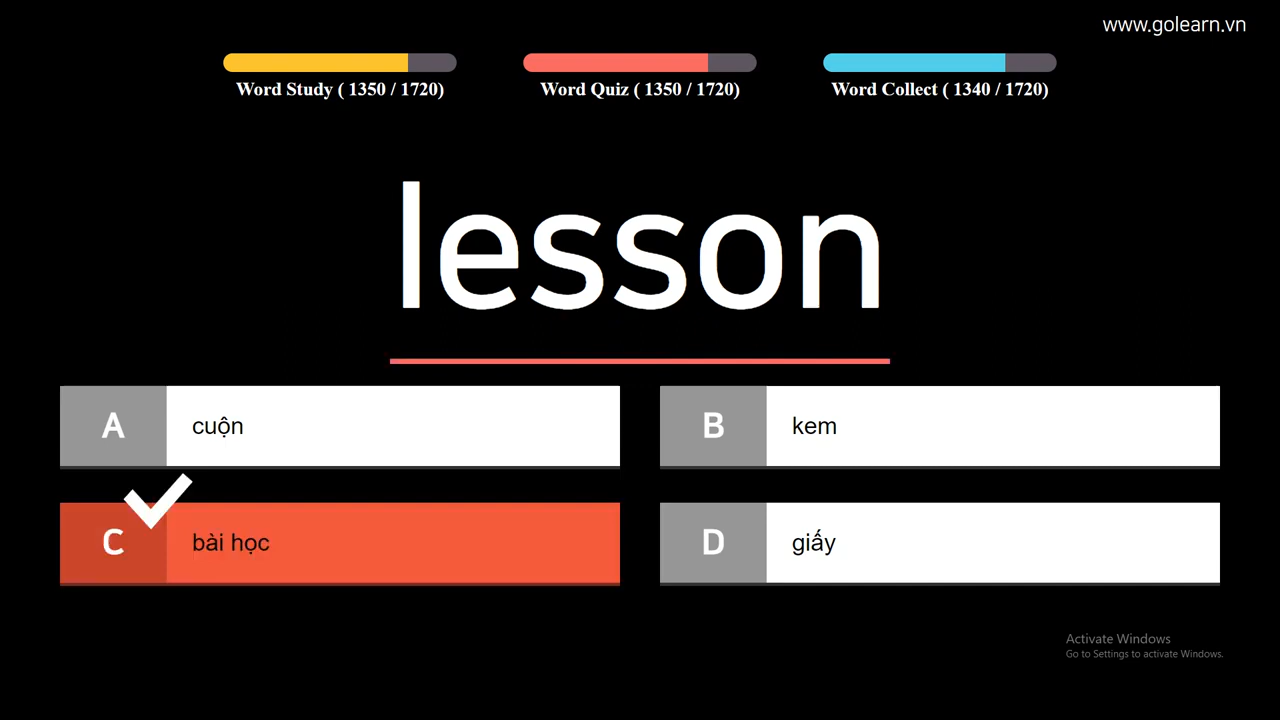 www.golearn.vn
Word Study ( 1350 / 1720)
Word Quiz ( 1350 / 1720)
Word Collect ( 1340 / 1720)
lesson
A cuộn
B kem
C bài học
D giấy
Activate Windows
Go to Settings to activate Windows.